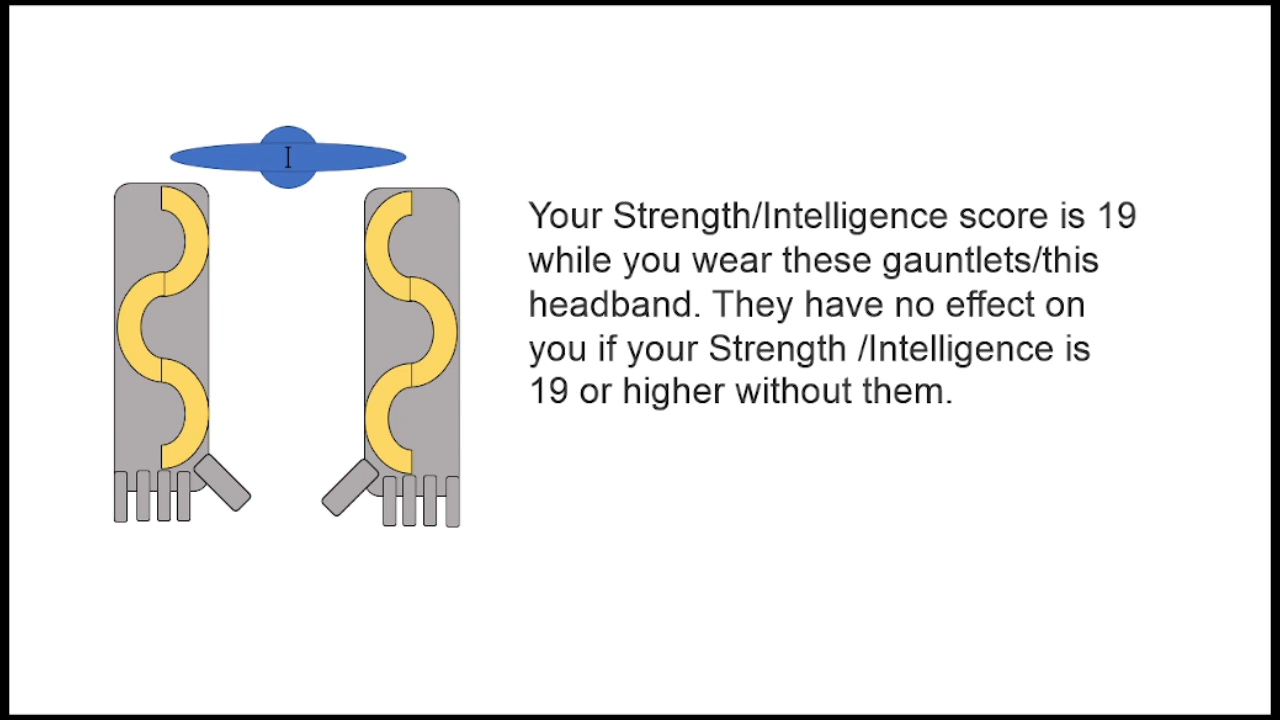 I
Your Strength/Intelligence score is 19
while you wear these gauntlets/this
headband. They have no effect on
you if your Strength /Intelligence is
19 or higher without them.